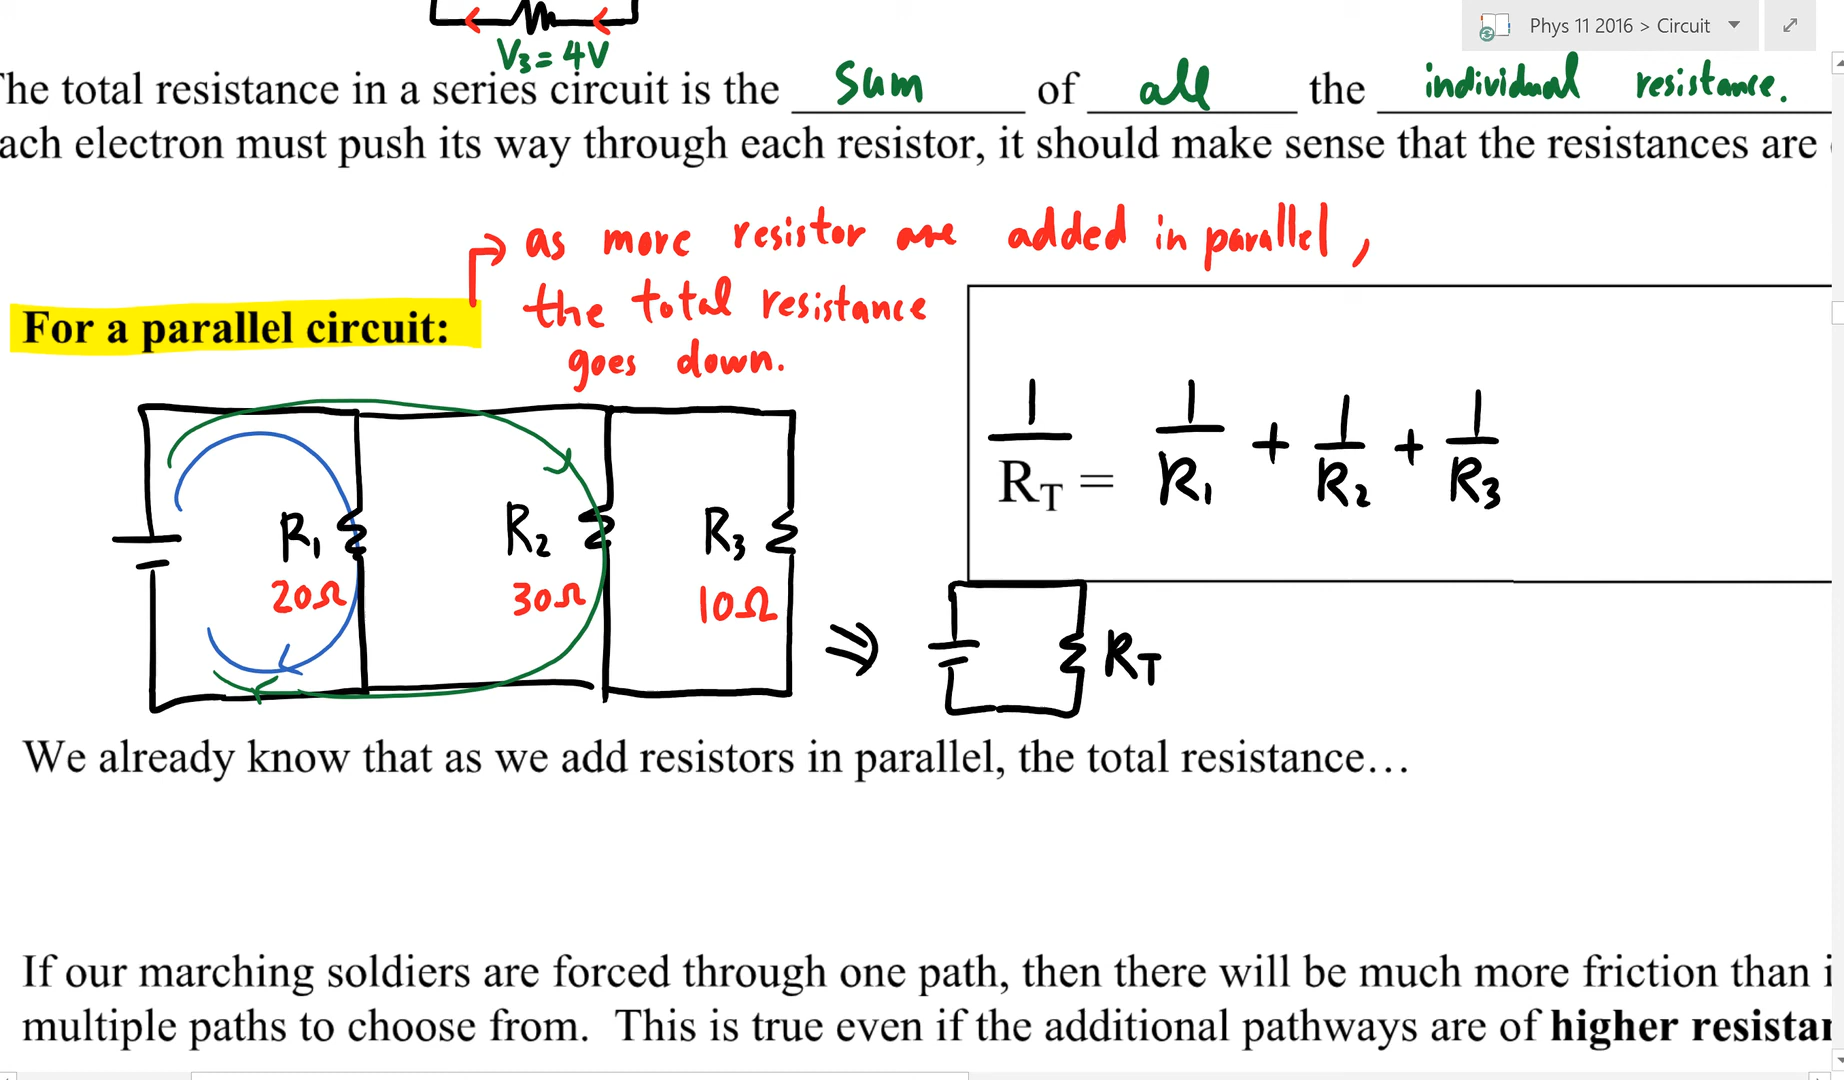 Phys 11 2016 > Circuit
V3 = 4V
The total resistance in a series circuit is the sum of all the individual resistance.
ach electron must push its way through each resistor, it should make sense that the resistances are
as more resistor are added in parallel,
the total resistance
goes down.
For a parallel circuit:
1/RT = 1/R1 + 1/R2 + 1/R3
R1 R2 R3
20Ω 30Ω 10Ω
⇒ RT
We already know that as we add resistors in parallel, the total resistance…
If our marching soldiers are forced through one path, then there will be much more friction than i
multiple paths to choose from. This is true even if the additional pathways are of higher resistan